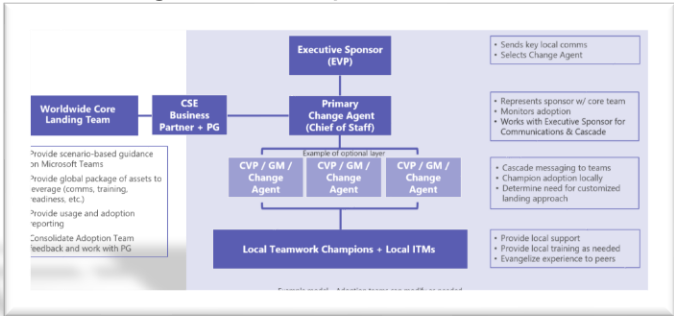 Executive Sponsor
(EVP)
• Sends key local comms
• Selects Change Agent
Worldwide Core
Landing Team
CSE
Business
Partner + PG
Primary
Change Agent
(Chief of Staff)
• Represents sponsor w/ core team
• Monitors adoption
• Works with Executive Sponsor for
Communications & Cascade
Provide scenario-based guidance
on Microsoft Teams
Provide global package of assets to
leverage (comms, training,
readiness, etc.)
Provide usage and adoption
reporting
Consolidate Adoption Team
feedback and work with PG
Example of optional layer
CVP / GM /
Change
Agent
CVP / GM /
Change
Agent
CVP / GM /
Change
Agent
• Cascade messaging to teams
• Champion adoption locally
• Determine need for customized
landing approach
Local Teamwork Champions + Local ITMs
• Provide local support
• Provide local training as needed
• Evangelize experience to peers